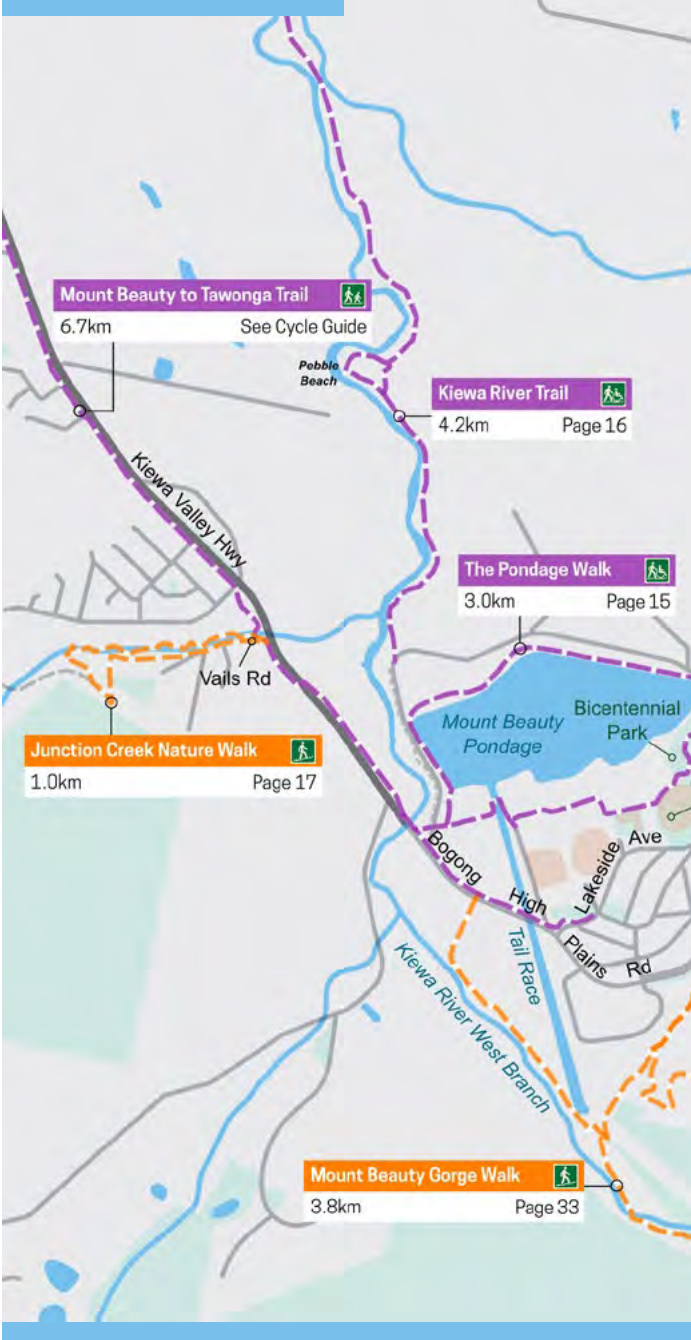 Mount Beauty to Tawonga Trail
6.7km See Cycle Guide
Pebble
Beach
Kiewa River Trail
4.2km Page 16
Kiewa Valley Hwy
The Pondage Walk
3.0km Page 15
Vails Rd
Mount Beauty
Pondage
Bicentennial
Park
Junction Creek Nature Walk
1.0km Page 17
Bogong High Plains Rd
Lakeside Ave
Tail Race
Kiewa River West Branch
Mount Beauty Gorge Walk
3.8km Page 33